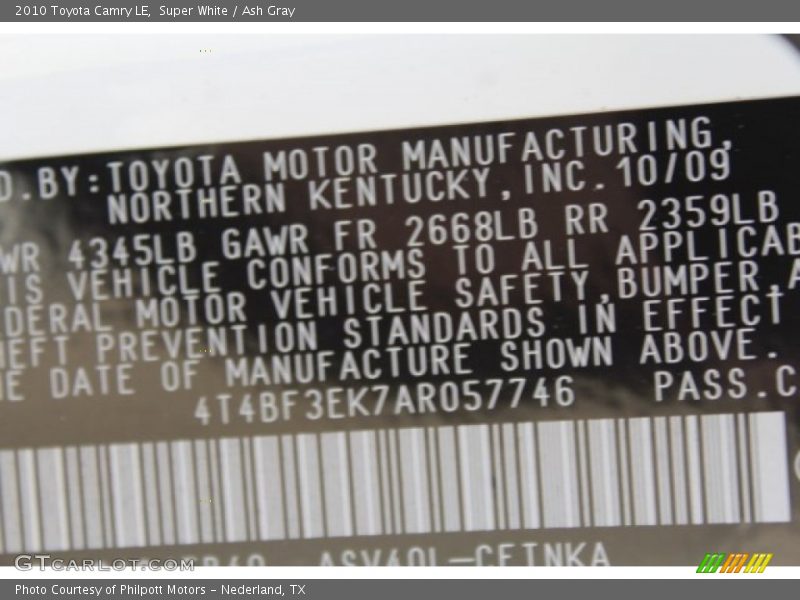 2010 Toyota Camry LE, Super White / Ash Gray
D.BY:TOYOTA MOTOR MANUFACTURING,
NORTHERN KENTUCKY,INC.10/09
WR 4345LB GAWR FR 2668LB RR 2359LB
IS VEHICLE CONFORMS TO ALL APPLICAB
DERAL MOTOR VEHICLE SAFETY,BUMPER,A
HEFT PREVENTION STANDARDS IN EFFECT
E DATE OF MANUFACTURE SHOWN ABOVE.
4T4BF3EK7AR057746 PASS.C
ASV40L-CETNKA
GTCARLOT.COM
Photo Courtesy of Philpott Motors - Nederland, TX